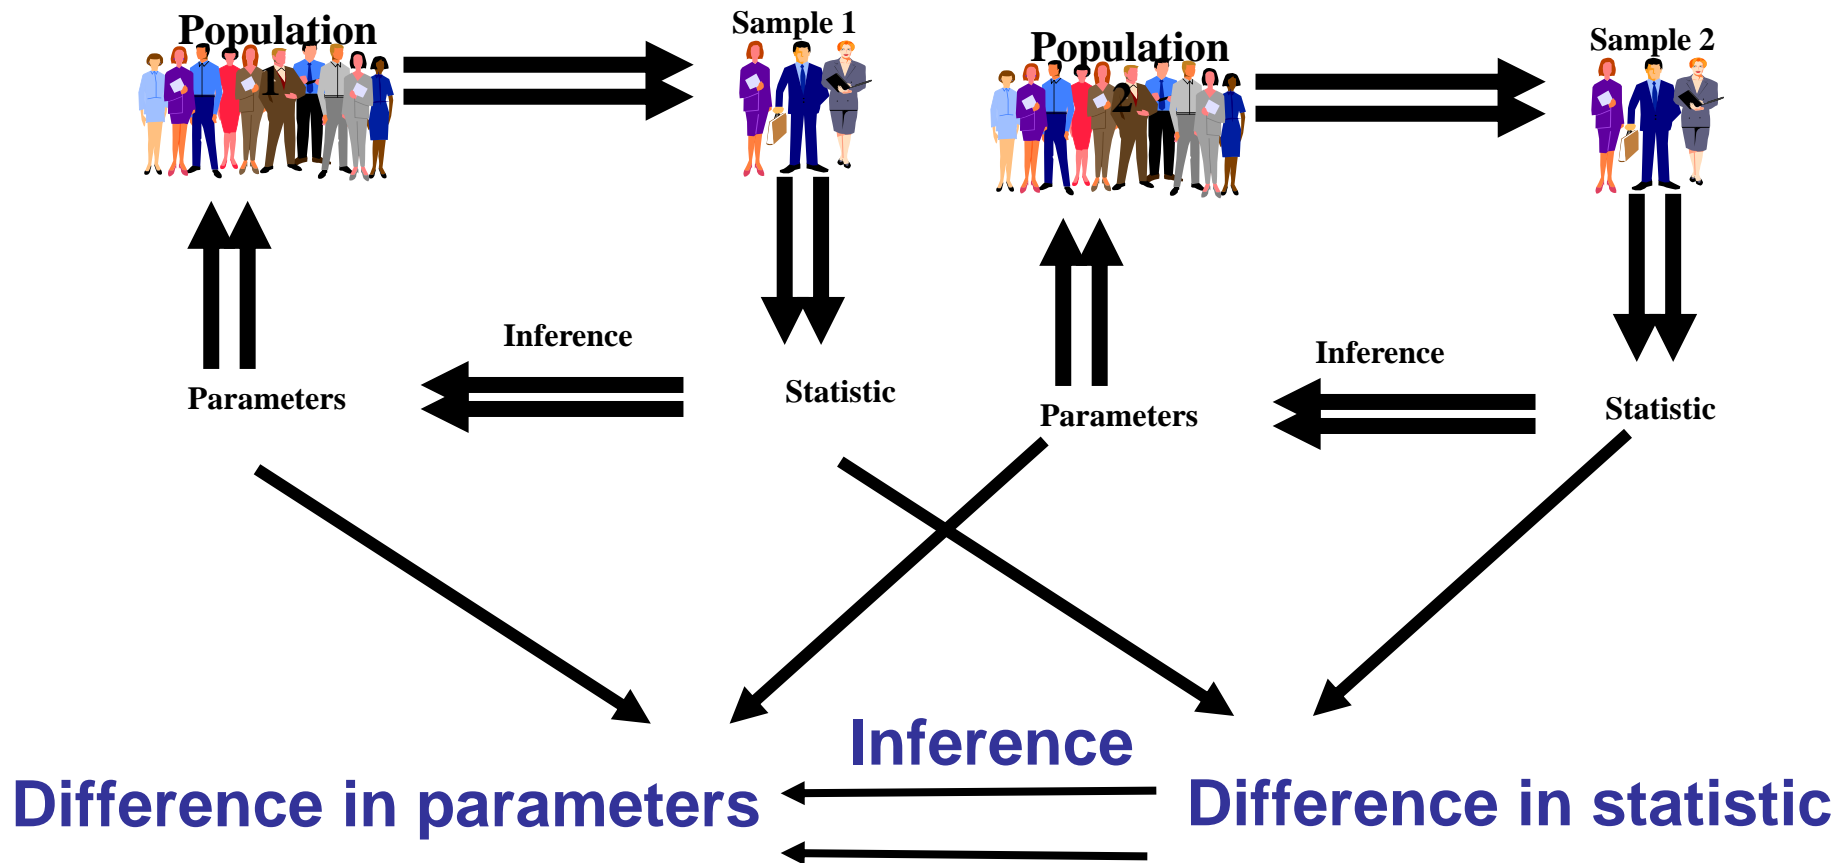 Population
1
Sample 1
Population
2
Sample 2
Inference
Parameters
Statistic
Inference
Parameters
Statistic
Inference
Difference in parameters
Difference in statistic